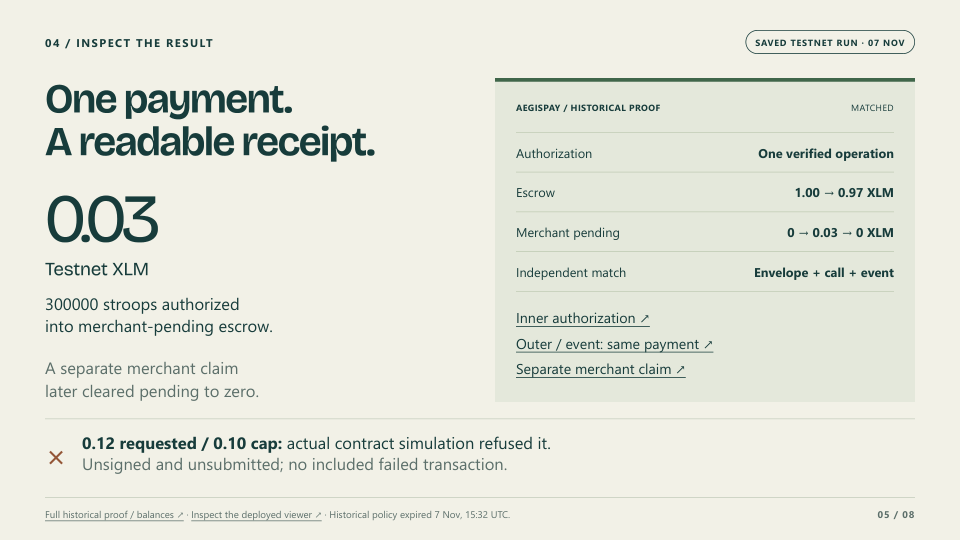 04 / INSPECT THE RESULT
SAVED TESTNET RUN · 07 NOV
One payment.
A readable receipt.
0.03
Testnet XLM
300000 stroops authorized
into merchant-pending escrow.
A separate merchant claim
later cleared pending to zero.
AEGISPAY / HISTORICAL PROOF MATCHED
Authorization One verified operation
Escrow 1.00 → 0.97 XLM
Merchant pending 0 → 0.03 → 0 XLM
Independent match Envelope + call + event
Inner authorization ↗
Outer / event: same payment ↗
Separate merchant claim ↗
× 0.12 requested / 0.10 cap: actual contract simulation refused it.
Unsigned and unsubmitted; no included failed transaction.
Full historical proof / balances ↗ · Inspect the deployed viewer ↗ · Historical policy expired 7 Nov, 15:32 UTC.
05 / 08